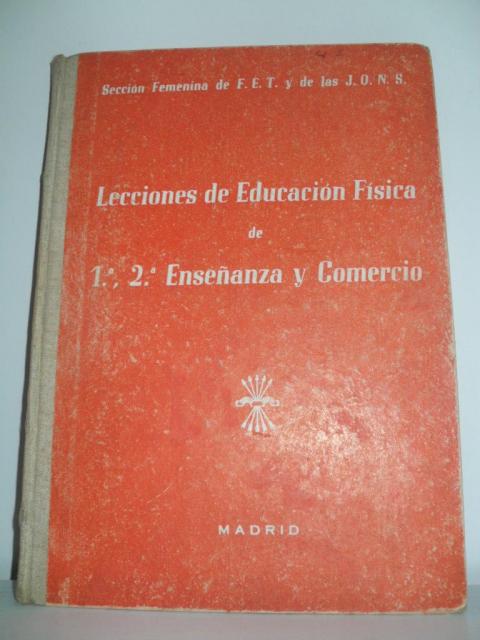 Sección Femenina de F. E. T. y de las J. O. N. S.
Lecciones de Educación Física
de
1.ª, 2.ª Enseñanza y Comercio
MADRID